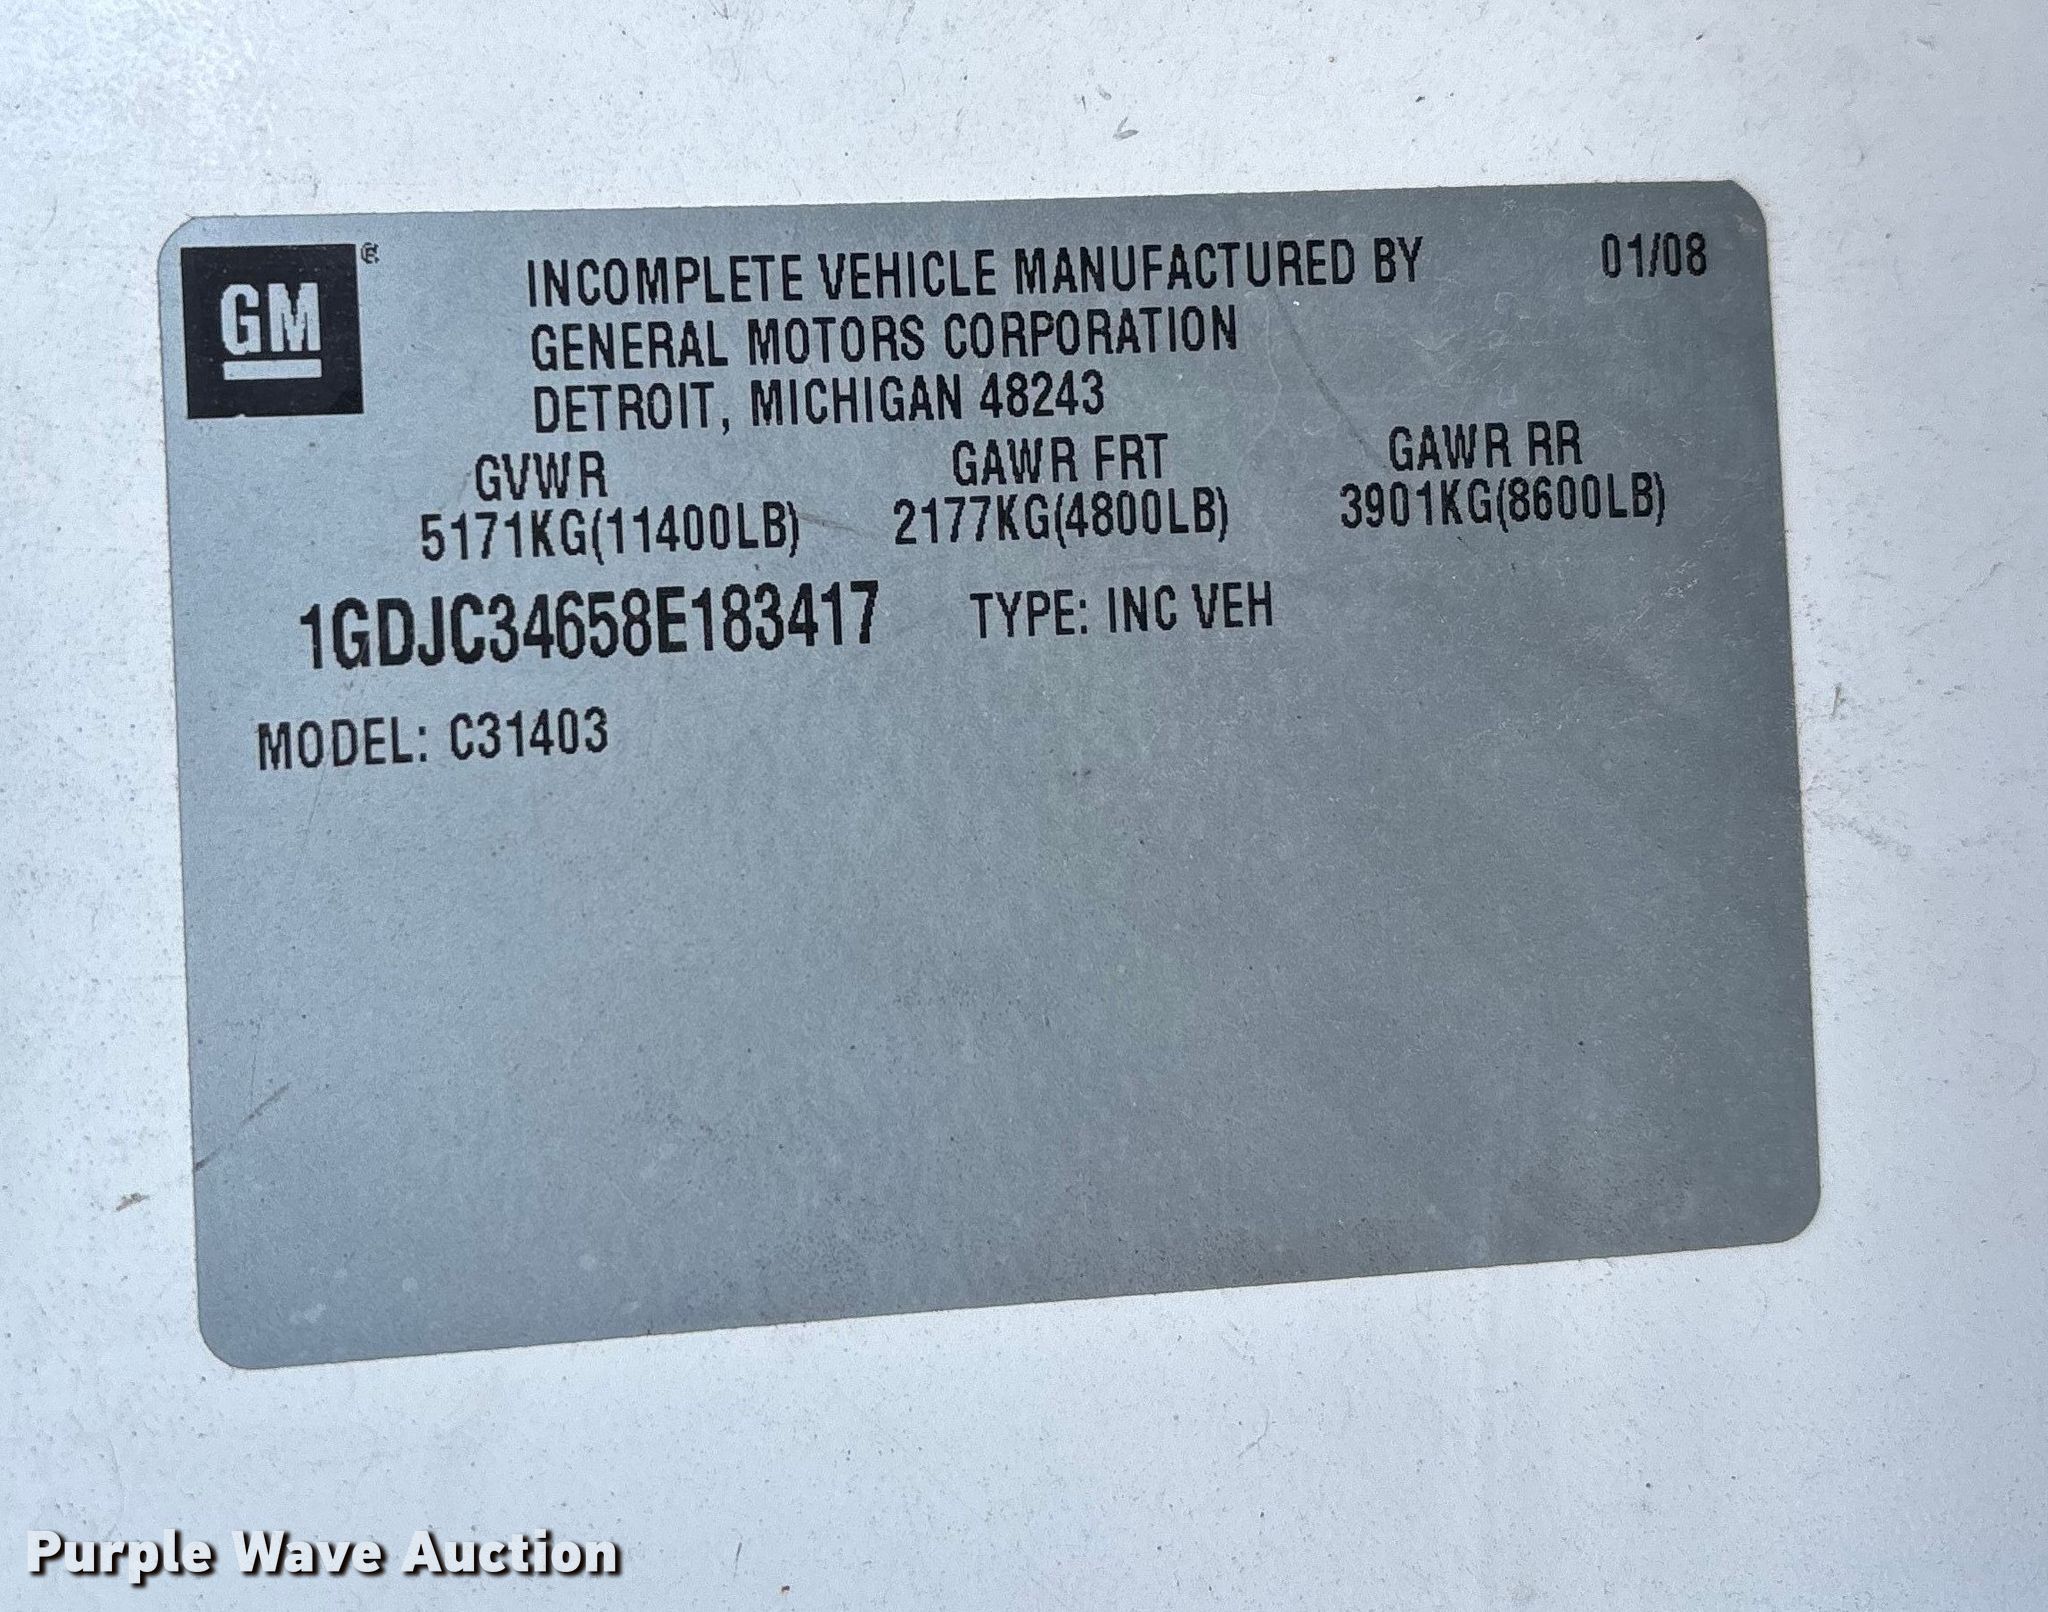 GM®
INCOMPLETE VEHICLE MANUFACTURED BY 01/08
GENERAL MOTORS CORPORATION
DETROIT, MICHIGAN 48243
GVWR GAWR FRT GAWR RR
5171KG(11400LB) 2177KG(4800LB) 3901KG(8600LB)
1GDJC34658E183417 TYPE: INC VEH
MODEL: C31403
Purple Wave Auction